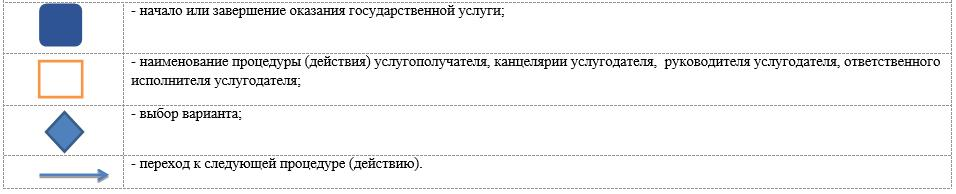 - начало или завершение оказания государственной услуги;
- наименование процедуры (действия) услугополучателя, канцелярии услугодателя, руководителя услугодателя, ответственного
исполнителя услугодателя;
- выбор варианта;
- переход к следующей процедуре (действию).